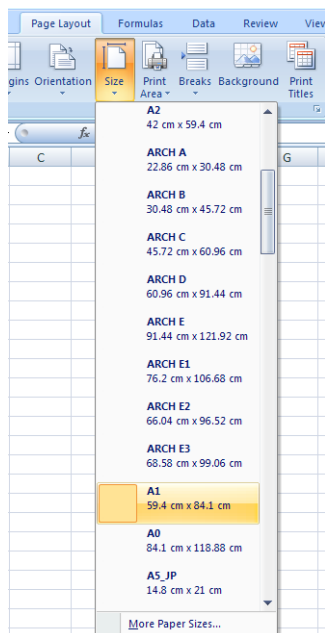 Page Layout Formulas Data Review View
gins Orientation Size Print Area Breaks Background Print Titles
fx
C G
A2
42 cm x 59.4 cm
ARCH A
22.86 cm x 30.48 cm
ARCH B
30.48 cm x 45.72 cm
ARCH C
45.72 cm x 60.96 cm
ARCH D
60.96 cm x 91.44 cm
ARCH E
91.44 cm x 121.92 cm
ARCH E1
76.2 cm x 106.68 cm
ARCH E2
66.04 cm x 96.52 cm
ARCH E3
68.58 cm x 99.06 cm
A1
59.4 cm x 84.1 cm
A0
84.1 cm x 118.88 cm
A5_JP
14.8 cm x 21 cm
More Paper Sizes...